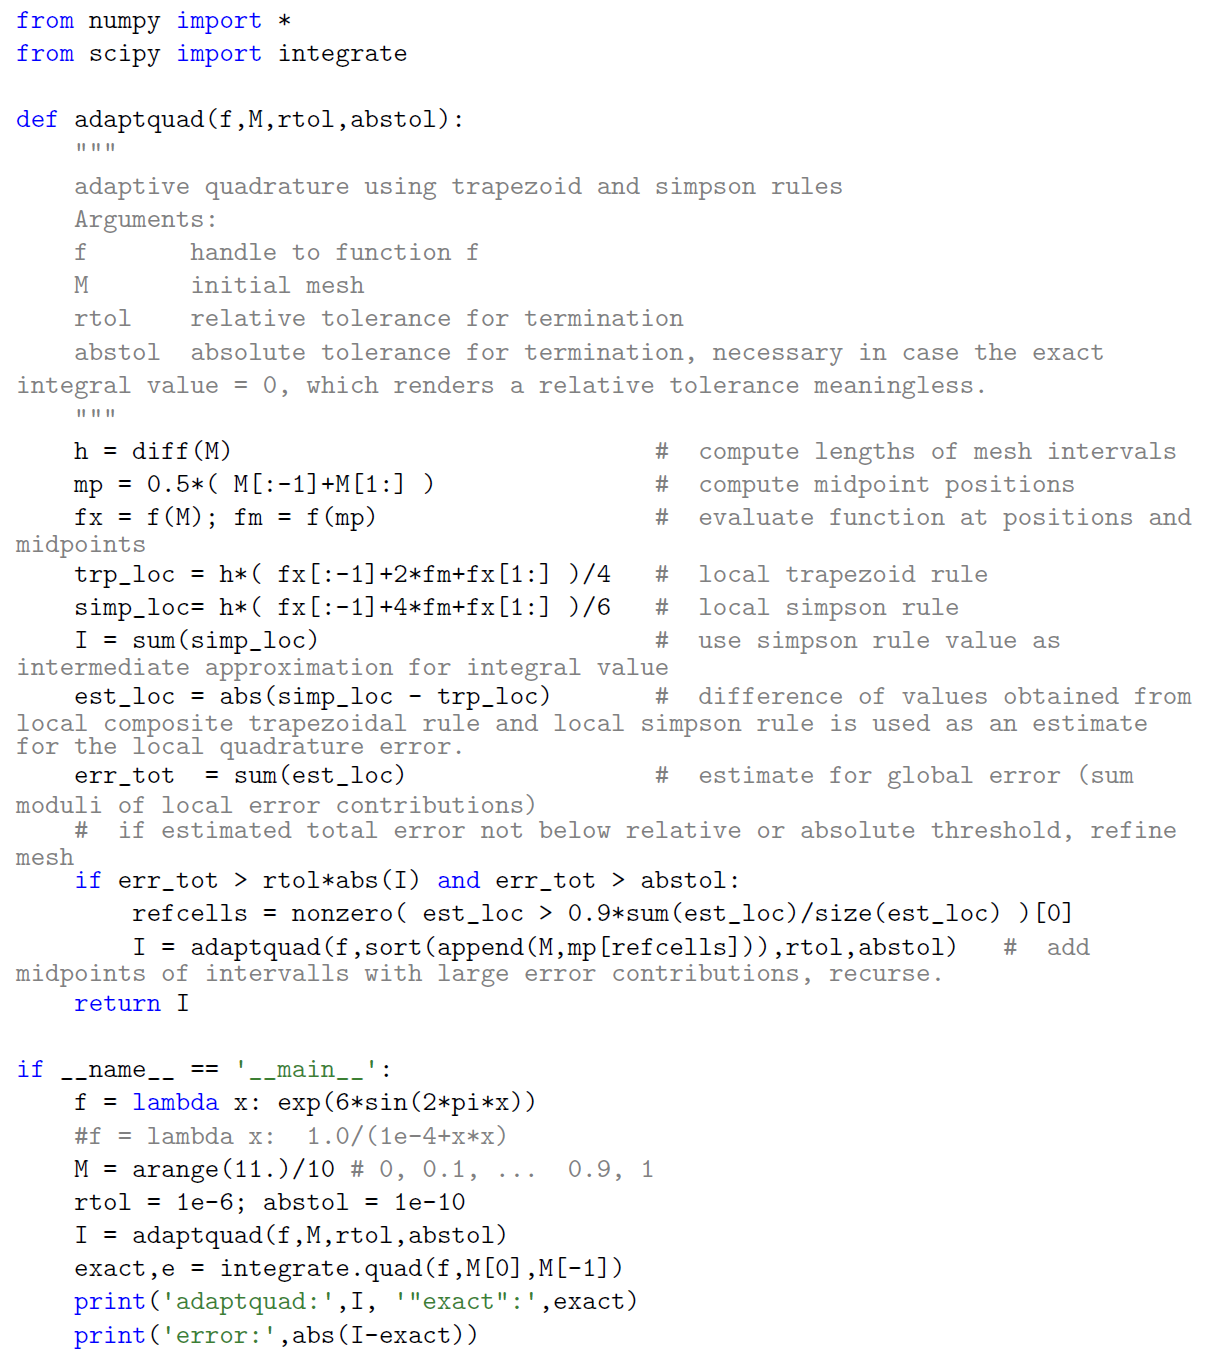 from numpy import *
from scipy import integrate

def adaptquad(f,M,rtol,abstol):
    """
    adaptive quadrature using trapezoid and simpson rules
    Arguments:
    f       handle to function f
    M       initial mesh
    rtol    relative tolerance for termination
    abstol  absolute tolerance for termination, necessary in case the exact
integral value = 0, which renders a relative tolerance meaningless.
    """
    h = diff(M)                             #  compute lengths of mesh intervals
    mp = 0.5*( M[:-1]+M[1:] )               #  compute midpoint positions
    fx = f(M); fm = f(mp)                   #  evaluate function at positions and
midpoints
    trp_loc = h*( fx[:-1]+2*fm+fx[1:] )/4   #  local trapezoid rule
    simp_loc= h*( fx[:-1]+4*fm+fx[1:] )/6   #  local simpson rule
    I = sum(simp_loc)                       #  use simpson rule value as
intermediate approximation for integral value
    est_loc = abs(simp_loc - trp_loc)       #  difference of values obtained from
local composite trapezoidal rule and local simpson rule is used as an estimate
for the local quadrature error.
    err_tot  = sum(est_loc)                 #  estimate for global error (sum
moduli of local error contributions)
    #  if estimated total error not below relative or absolute threshold, refine
mesh
    if err_tot > rtol*abs(I) and err_tot > abstol:
        refcells = nonzero( est_loc > 0.9*sum(est_loc)/size(est_loc) )[0]
        I = adaptquad(f,sort(append(M,mp[refcells])),rtol,abstol)   #  add
midpoints of intervalls with large error contributions, recurse.
    return I

if __name__ == '__main__':
    f = lambda x: exp(6*sin(2*pi*x))
    #f = lambda x:  1.0/(1e-4+x*x)
    M = arange(11.)/10 # 0, 0.1, ...  0.9, 1
    rtol = 1e-6; abstol = 1e-10
    I = adaptquad(f,M,rtol,abstol)
    exact,e = integrate.quad(f,M[0],M[-1])
    print('adaptquad:',I, '"exact":',exact)
    print('error:',abs(I-exact))